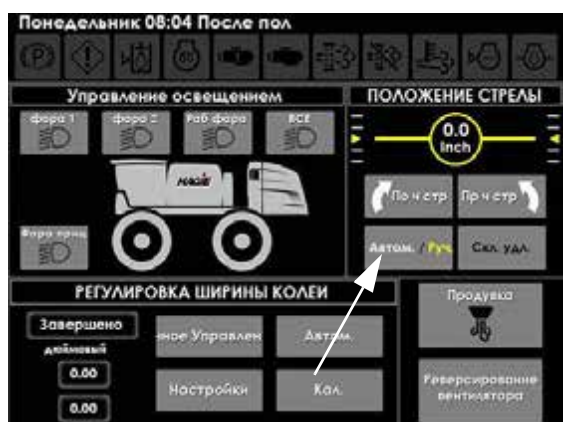 Понедельник 08:04 После пол
Управление освещением
ПОЛОЖЕНИЕ СТРЕЛЫ
фара 1
фара 2
Раб фара
ВСЕ
0.0
Inch
HAGIE
По ч стр
Пр ч стр
Фара приц
Автом. / Руч.
Скл. удл.
РЕГУЛИРОВКА ШИРИНЫ КОЛЕИ
Завершено
дюймовый
0.00
0.00
нное Управлен
Автом.
Настройки
Кал.
Продувка
Реверсирование
вентилятора